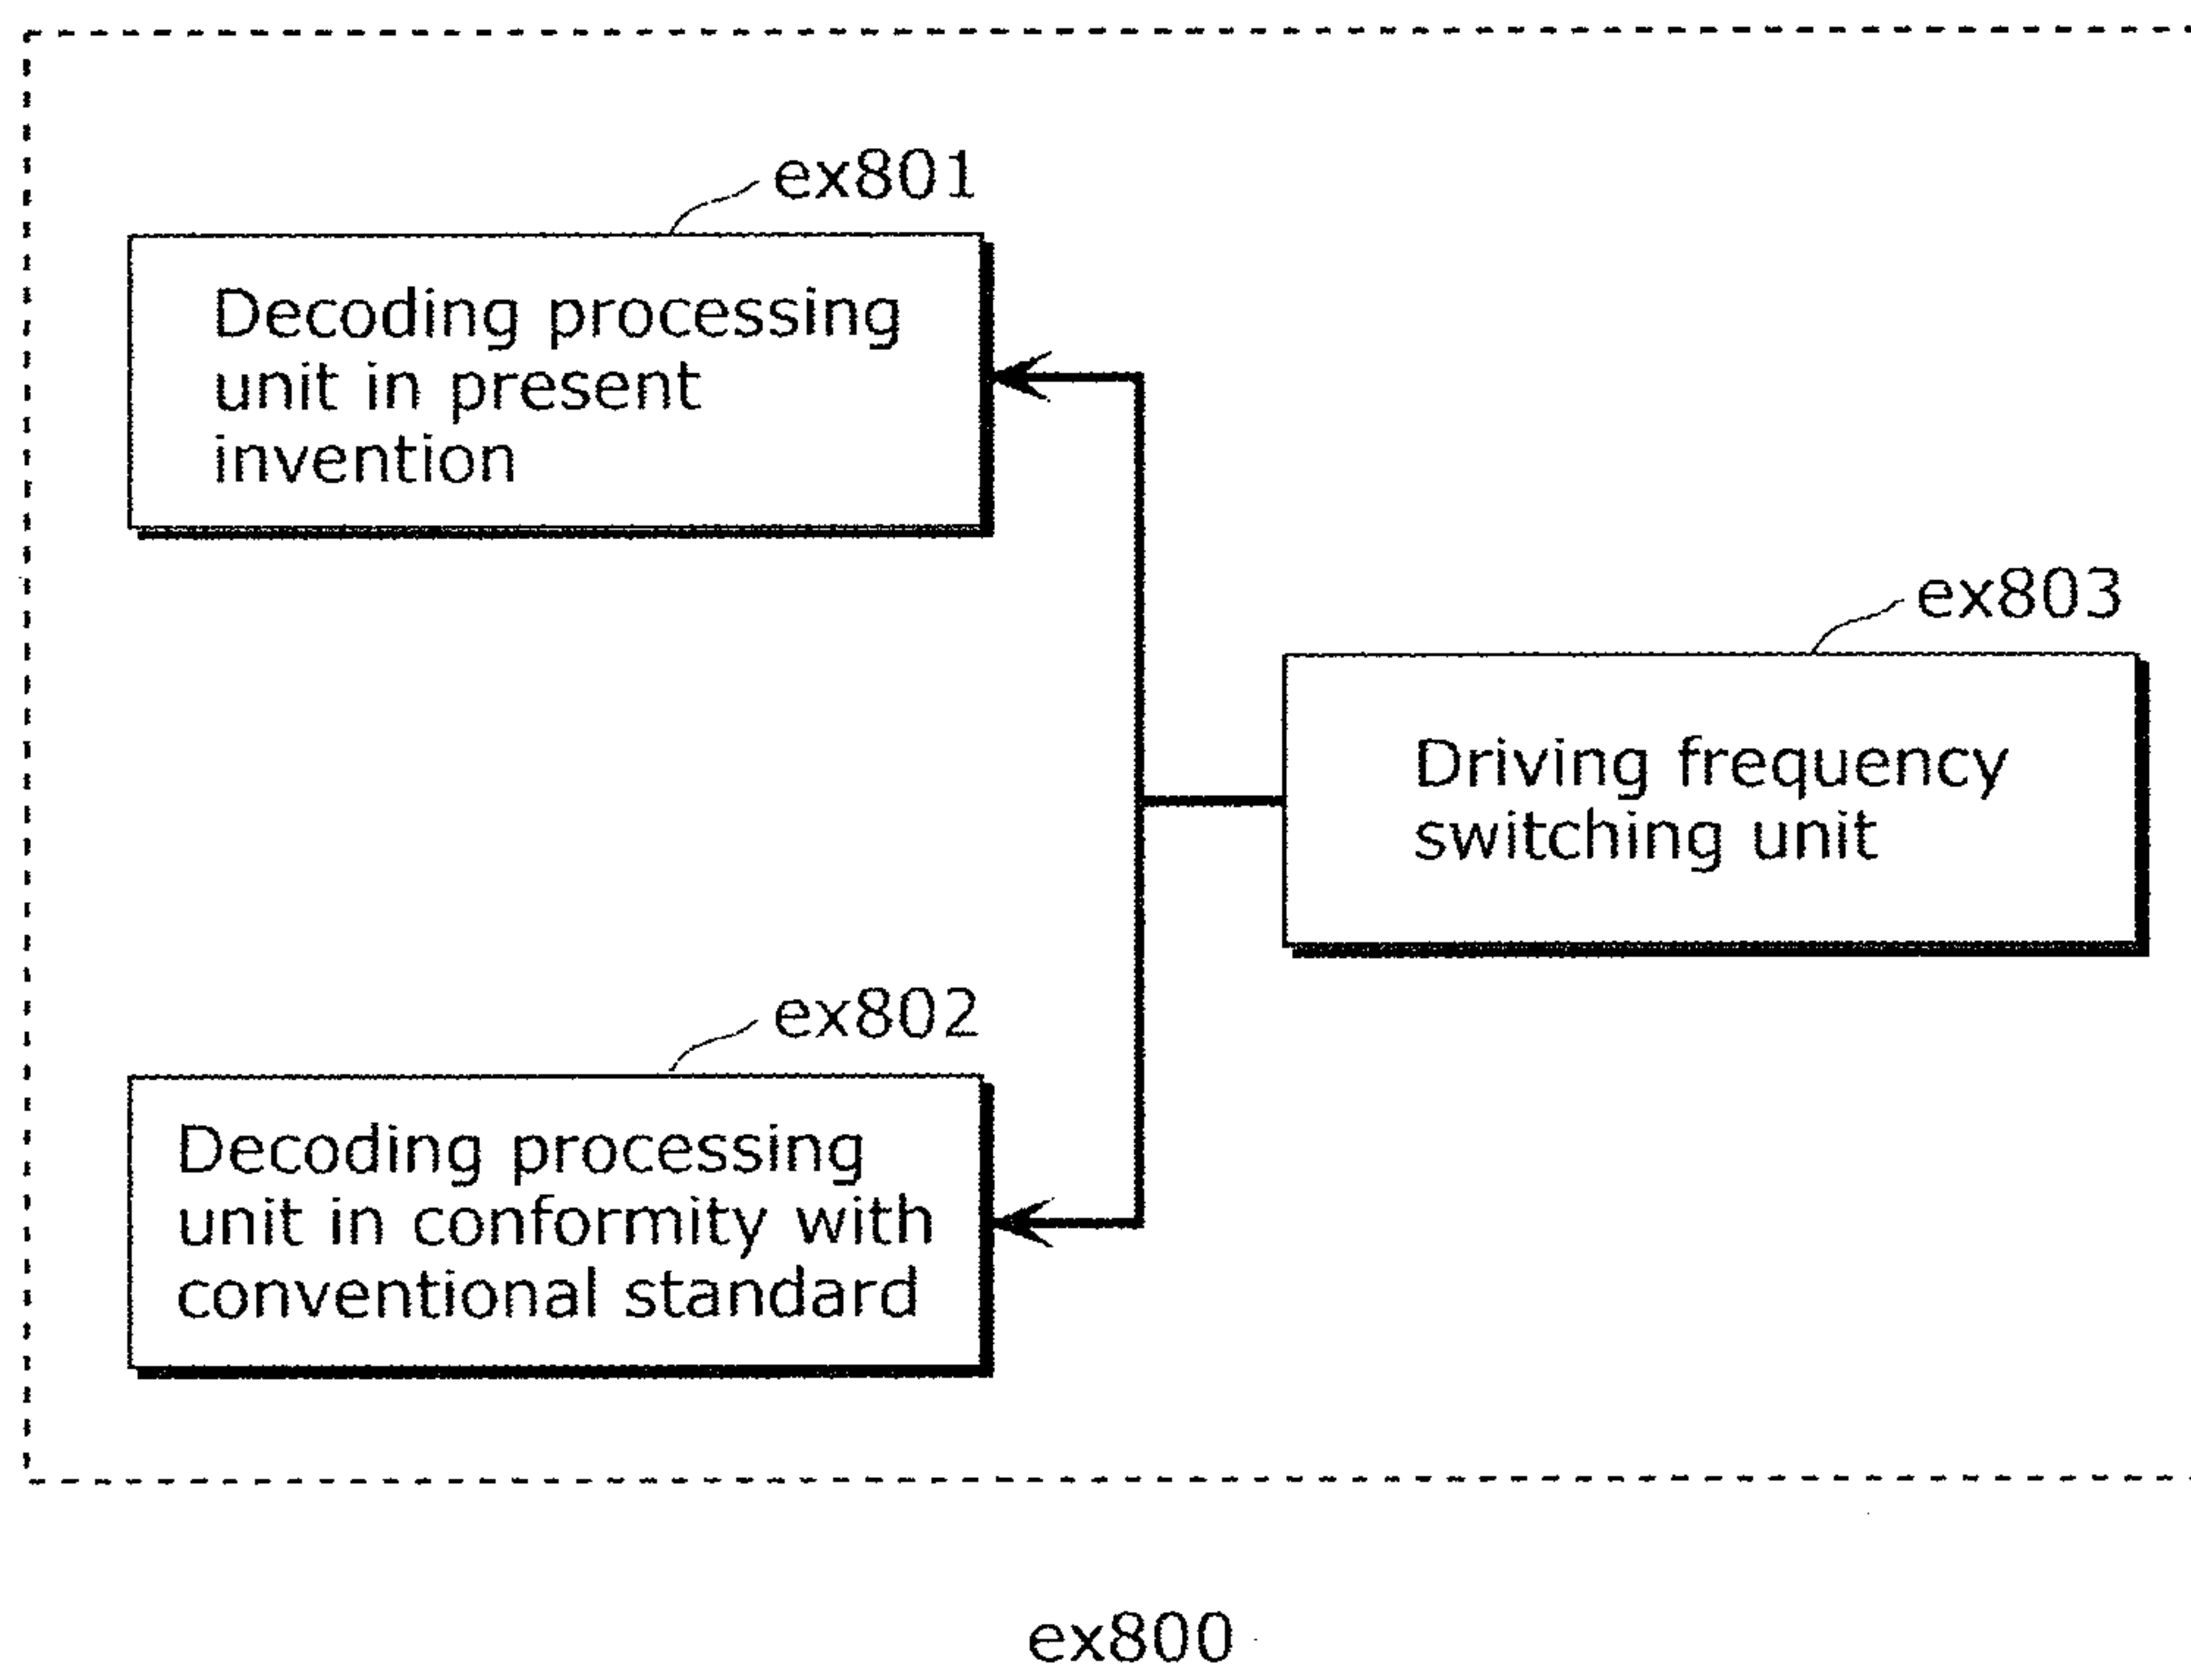 ex801
Decoding processing
unit in present
invention
ex803
Driving frequency
switching unit
ex802
Decoding processing
unit in conformity with
conventional standard
ex800